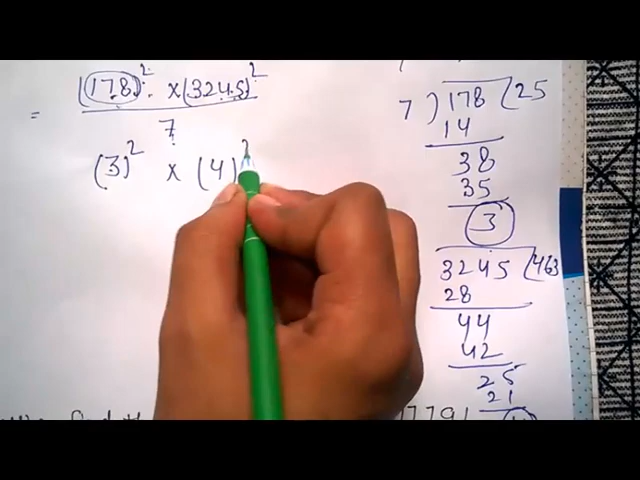 (178)² × (3245)²
=
7
(3)² × (4)²
7 ) 178 ( 25
14
38
35
3
3245 ( 463
28
44
42
25
21